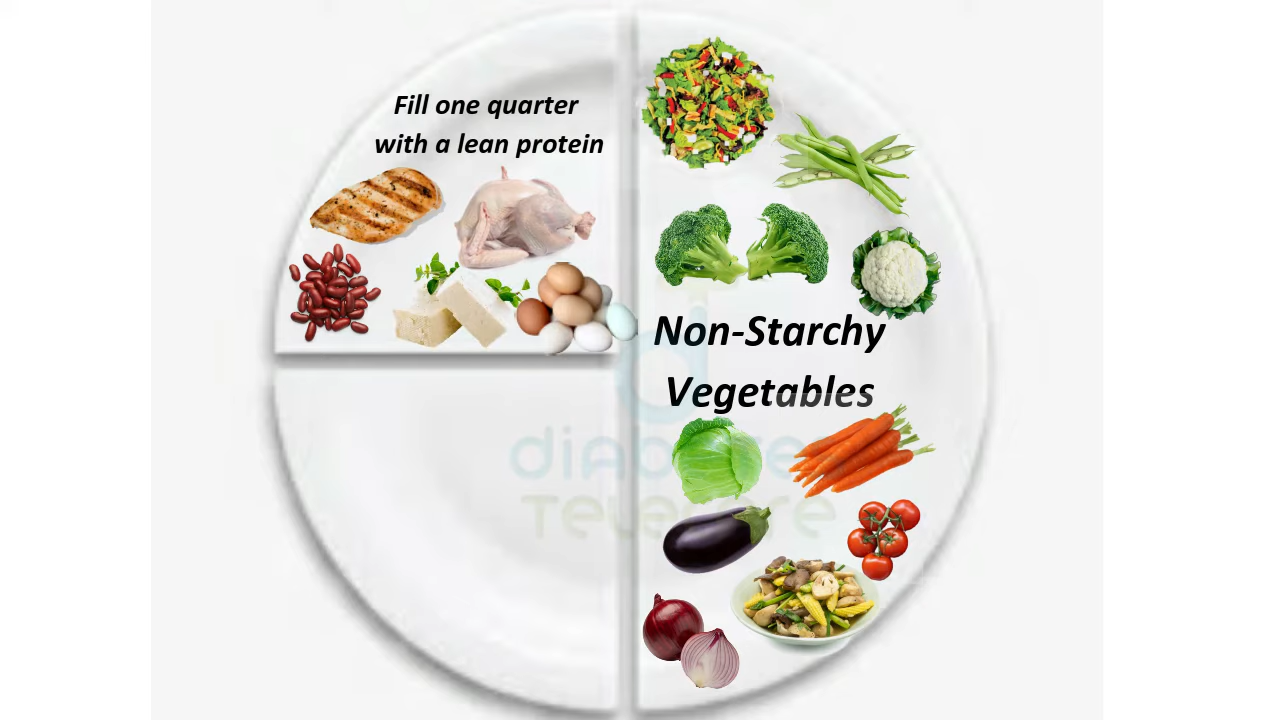 Fill one quarter
with a lean protein
Non-Starchy
Vegetables